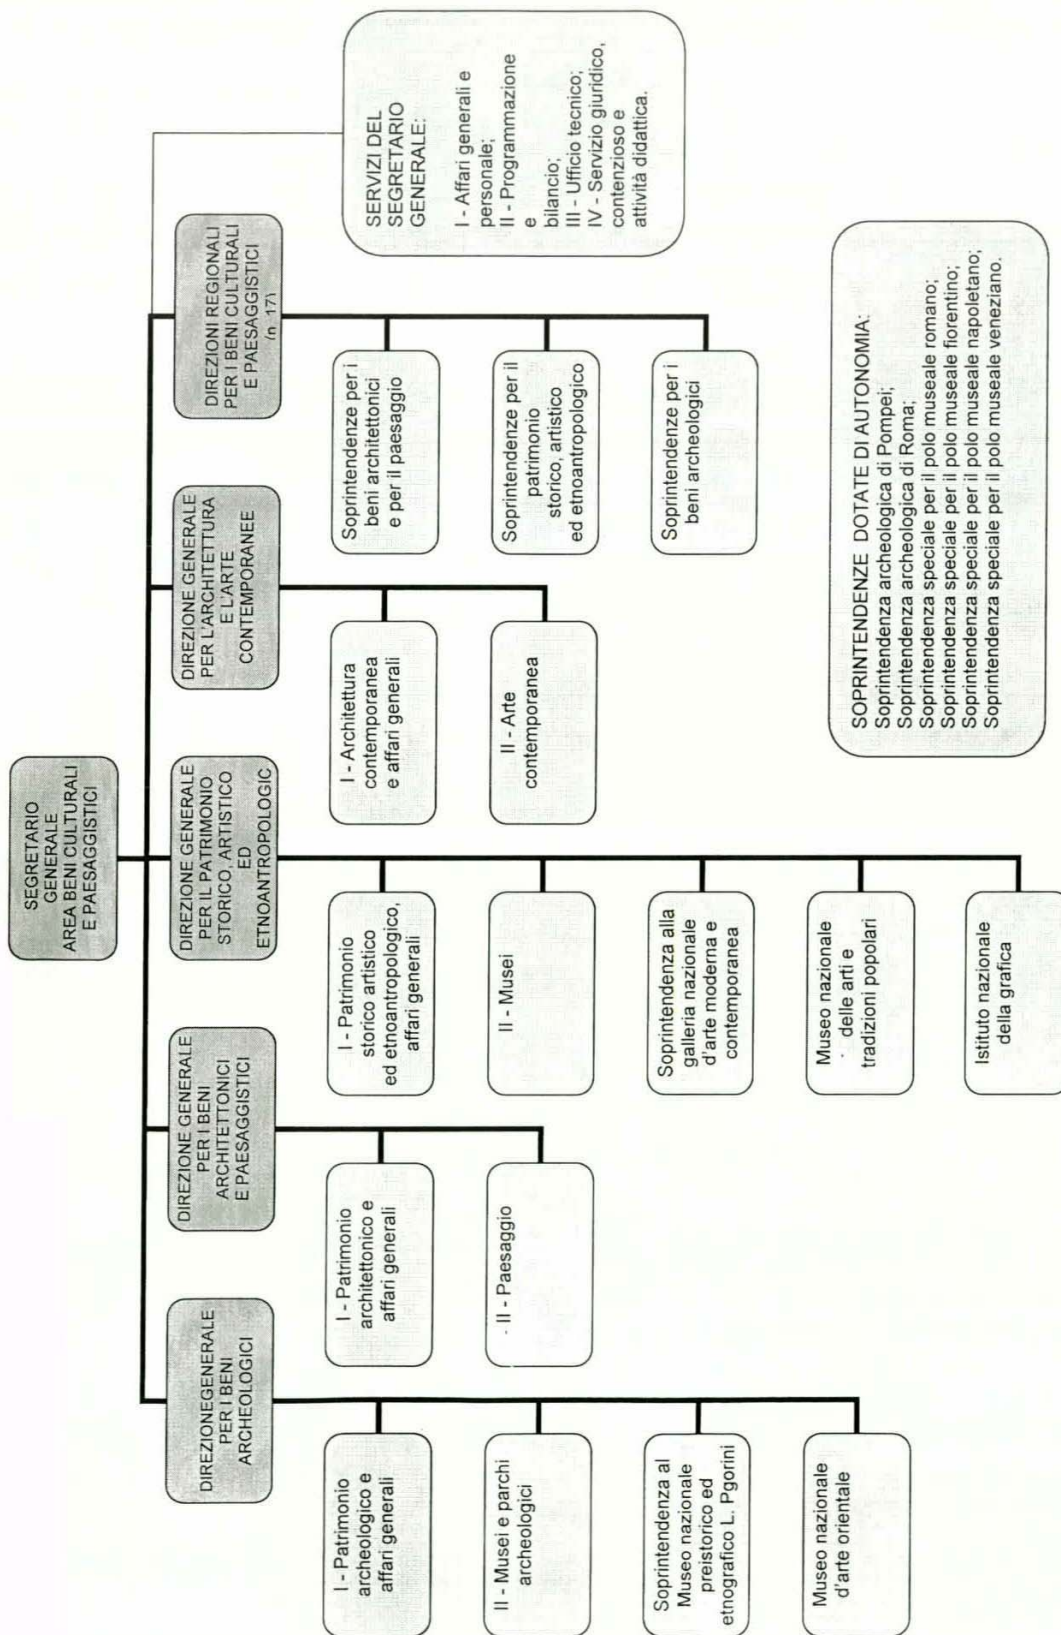 SEGRETARIO
GENERALE
AREA BENI CULTURALI
E PAESAGGISTICI
DIREZIONEGENERALE
PER I BENI
ARCHEOLOGICI
I - Patrimonio
archeologico e
affari generali
II - Musei e parchi
archeologici
Soprintendenza al
Museo nazionale
preistorico ed
etnografico L. Pgorini
Museo nazionale
d'arte orientale
DIREZIONE GENERALE
PER I BENI
ARCHITETTONICI
E PAESAGGISTICI
I - Patrimonio
architettonico e
affari generali
II - Paesaggio
DIREZIONE GENERALE
PER IL PATRIMONIO
STORICO, ARTISTICO
ED
ETNOANTROPOLOGIC
I - Patrimonio
storico artistico
ed etnoantropologico,
affari generali
II - Musei
Soprintendenza alla
galleria nazionale
d'arte moderna e
contemporanea
Museo nazionale
delle arti e
tradizioni popolari
Istituto nazionale
della grafica
DIREZIONE GENERALE
PER L'ARCHITETTURA
E L'ARTE
CONTEMPORANEE
I - Architettura
contemporanea
e affari generali
II - Arte
contemporanea
DIREZIONI REGIONALI
PER I BENI CULTURALI
E PAESAGGISTICI
(n. 17)
Soprintendenze per i
beni architettonici
e per il paesaggio
Soprintendenze per il
patrimonio
storico, artistico
ed etnoantropologico
Soprintendenze per i
beni archeologici
SERVIZI DEL
SEGRETARIO
GENERALE:
I - Affari generali e
personale;
II - Programmazione
e
bilancio;
III - Ufficio tecnico;
IV - Servizio giuridico,
contenzioso e
attività didattica.
SOPRINTENDENZE DOTATE DI AUTONOMIA:
Soprintendenza archeologica di Pompei;
Soprintendenza archeologica di Roma;
Soprintendenza speciale per il polo museale romano;
Soprintendenza speciale per il polo museale fiorentino;
Soprintendenza speciale per il polo museale napoletano;
Soprintendenza speciale per il polo museale veneziano.